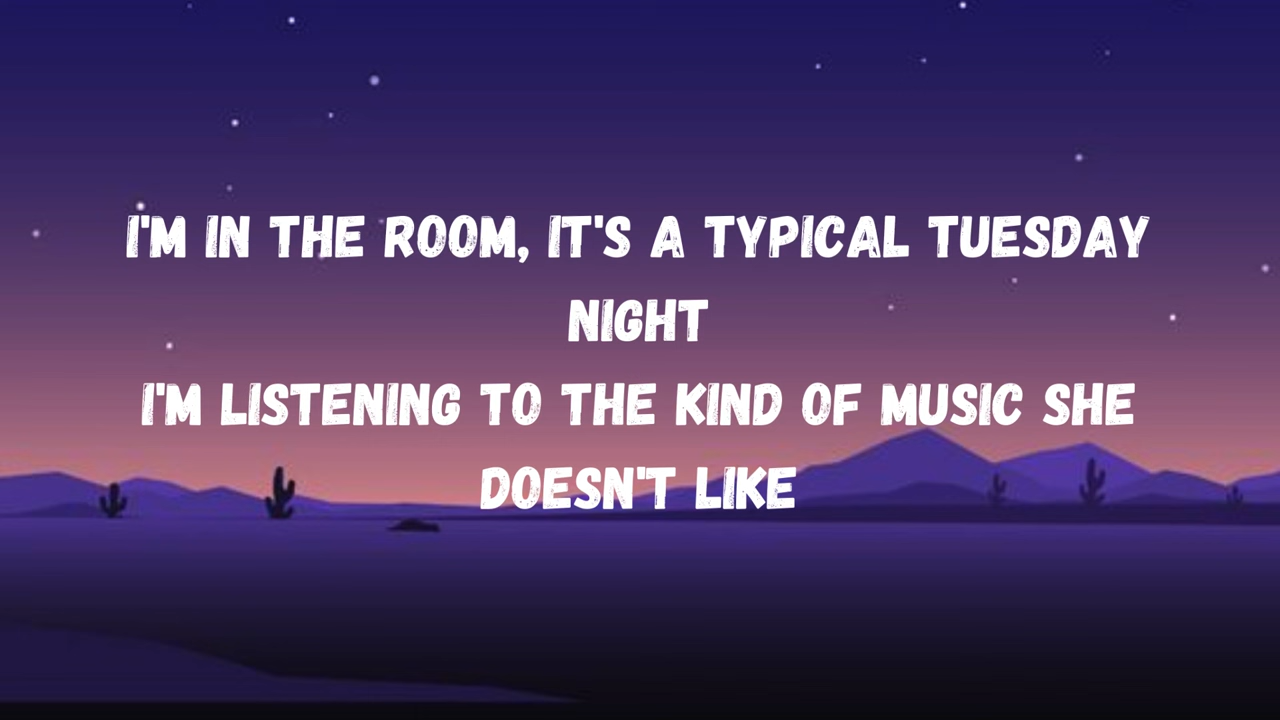 I'M IN THE ROOM, IT'S A TYPICAL TUESDAY
NIGHT
I'M LISTENING TO THE KIND OF MUSIC SHE
DOESN'T LIKE